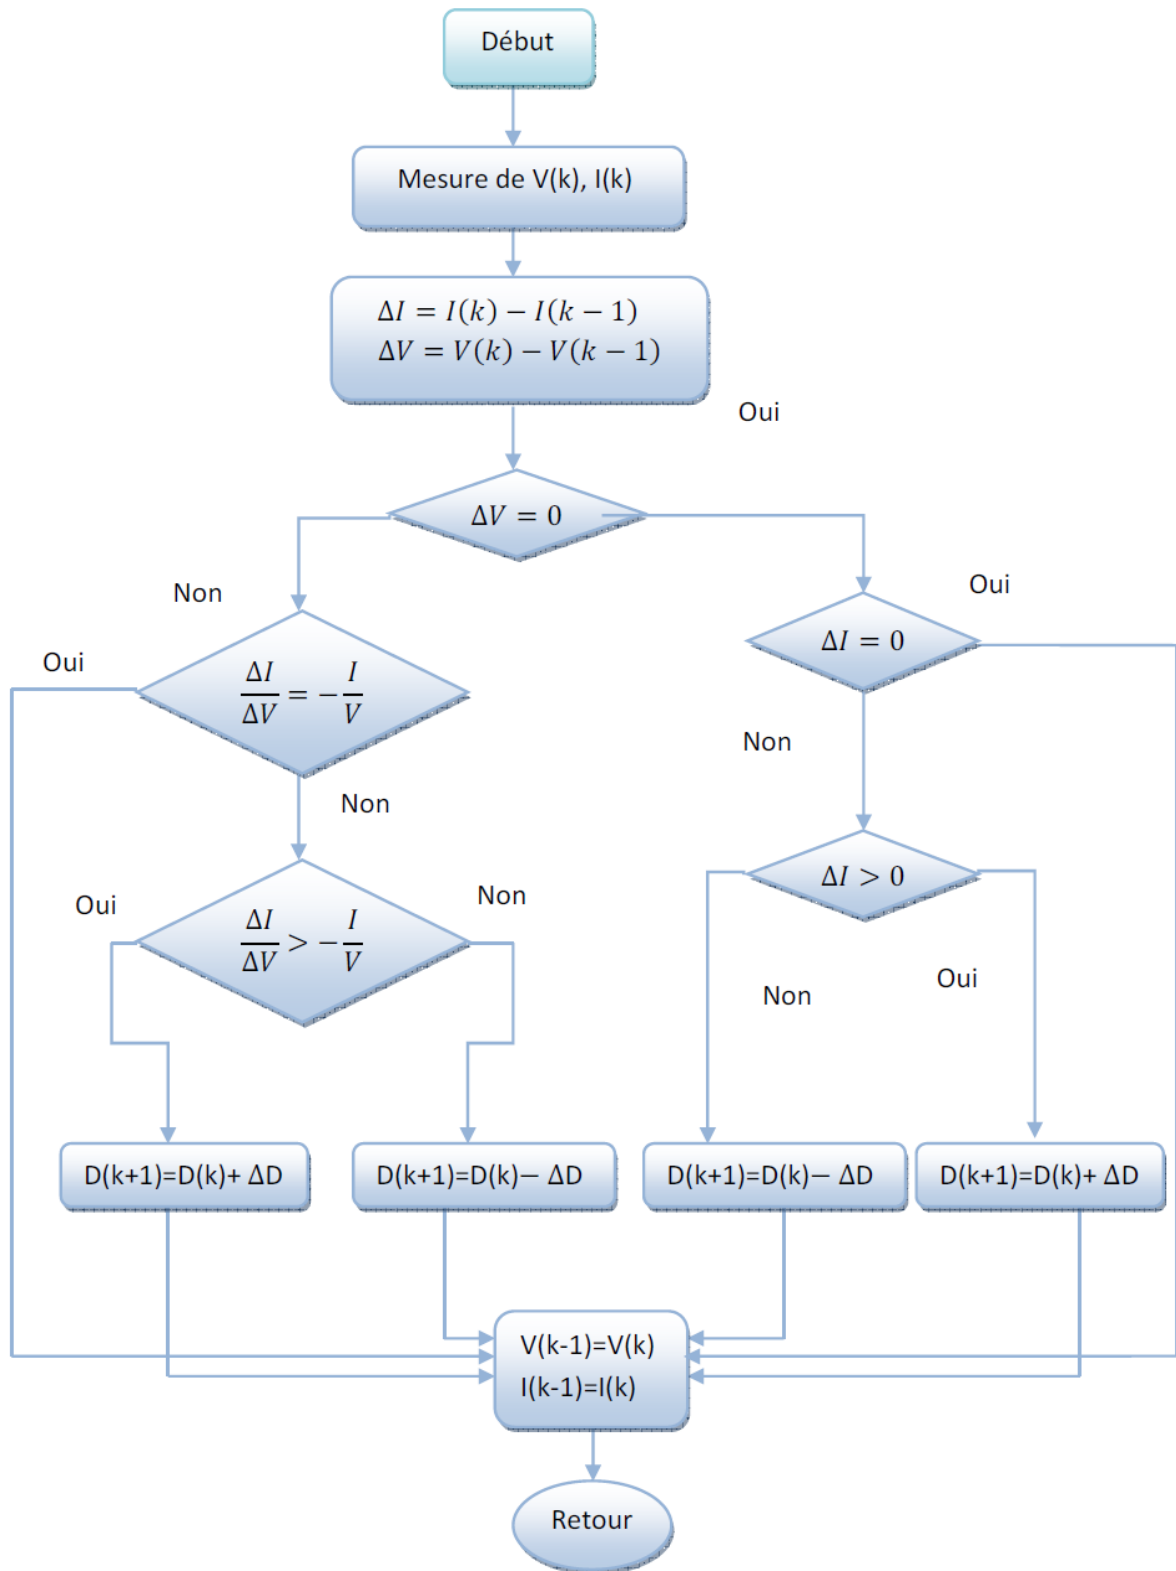 Début
Mesure de V(k), I(k)
ΔI = I(k) − I(k − 1)
ΔV = V(k) − V(k − 1)
Oui
ΔV = 0
Non
Oui
Oui
ΔI = 0
ΔI/ΔV = − I/V
Non
Non
ΔI > 0
Oui
Non
ΔI/ΔV > − I/V
Non
Oui
D(k+1)=D(k)+ ΔD
D(k+1)=D(k)− ΔD
D(k+1)=D(k)− ΔD
D(k+1)=D(k)+ ΔD
V(k-1)=V(k)
I(k-1)=I(k)
Retour